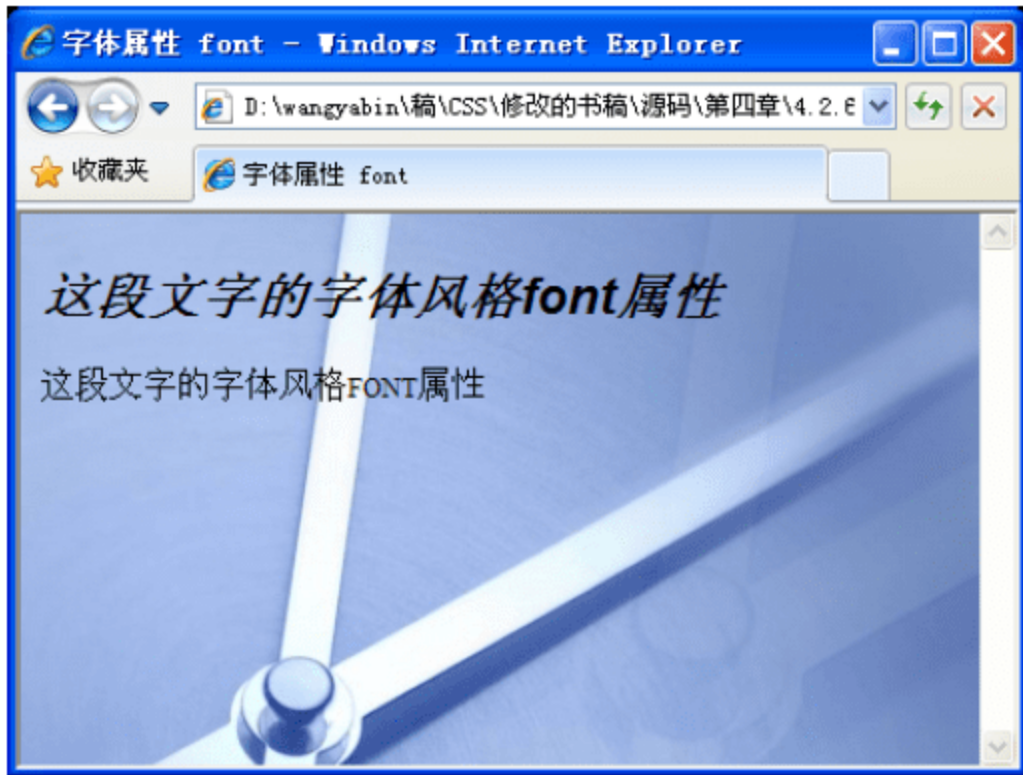 字体属性 font - Windows Internet Explorer
D:\wangyabin\稿\CSS\修改的书稿\源码\第四章\4.2.6
收藏夹
字体属性 font
这段文字的字体风格font属性
这段文字的字体风格FONT属性